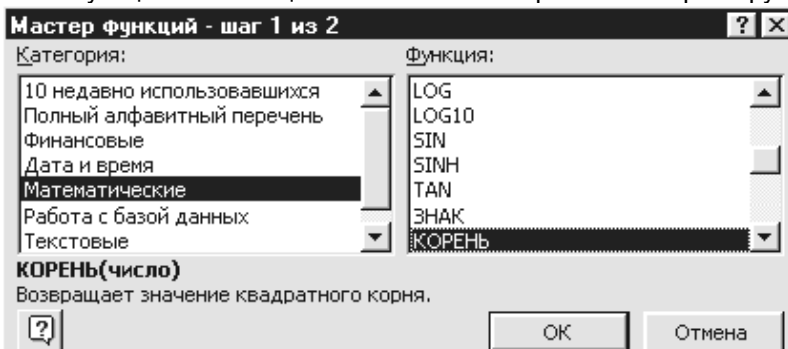 Мастер функций - шаг 1 из 2
Категория:
Функция:
10 недавно использовавшихся
Полный алфавитный перечень
Финансовые
Дата и время
Математические
Работа с базой данных
Текстовые
LOG
LOG10
SIN
SINH
TAN
ЗНАК
КОРЕНЬ
КОРЕНЬ(число)
Возвращает значение квадратного корня.
ОК
Отмена